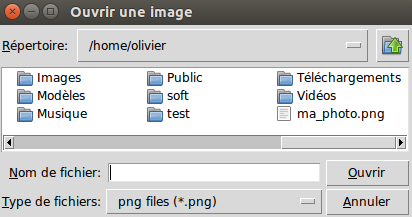 Ouvrir une image
Répertoire: /home/olivier
Images Public Téléchargements
Modèles soft Vidéos
Musique test ma_photo.png
Nom de fichier: Ouvrir
Type de fichiers: png files (*.png) Annuler